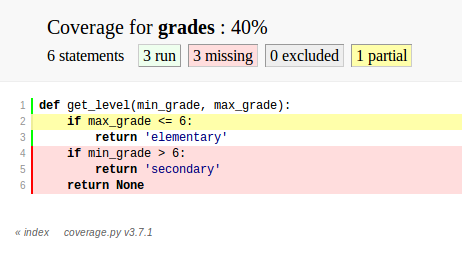 Coverage for grades : 40%
6 statements 3 run 3 missing 0 excluded 1 partial
1 def get_level(min_grade, max_grade):
2     if max_grade <= 6:
3         return 'elementary'
4     if min_grade > 6:
5         return 'secondary'
6     return None
« index coverage.py v3.7.1